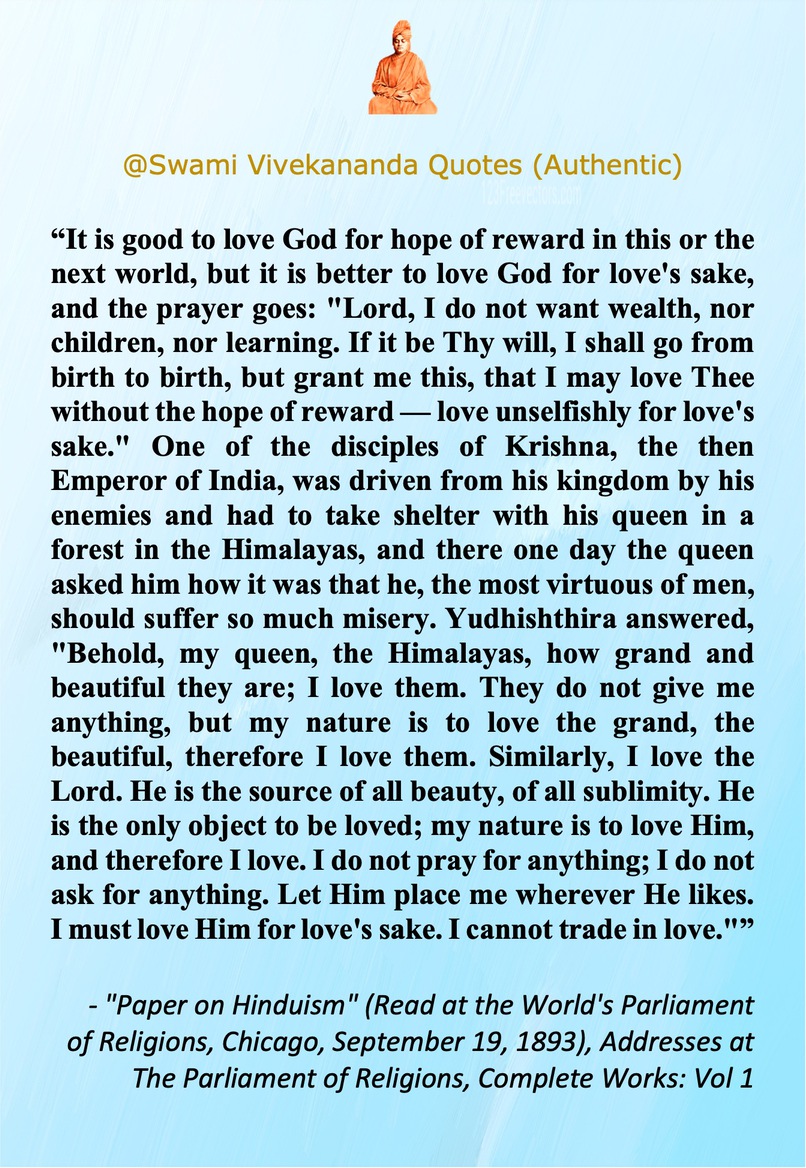 @Swami Vivekananda Quotes (Authentic)
123freevectors.com
“It is good to love God for hope of reward in this or the
next world, but it is better to love God for love's sake,
and the prayer goes: "Lord, I do not want wealth, nor
children, nor learning. If it be Thy will, I shall go from
birth to birth, but grant me this, that I may love Thee
without the hope of reward — love unselfishly for love's
sake." One of the disciples of Krishna, the then
Emperor of India, was driven from his kingdom by his
enemies and had to take shelter with his queen in a
forest in the Himalayas, and there one day the queen
asked him how it was that he, the most virtuous of men,
should suffer so much misery. Yudhishthira answered,
"Behold, my queen, the Himalayas, how grand and
beautiful they are; I love them. They do not give me
anything, but my nature is to love the grand, the
beautiful, therefore I love them. Similarly, I love the
Lord. He is the source of all beauty, of all sublimity. He
is the only object to be loved; my nature is to love Him,
and therefore I love. I do not pray for anything; I do not
ask for anything. Let Him place me wherever He likes.
I must love Him for love's sake. I cannot trade in love."”
- "Paper on Hinduism" (Read at the World's Parliament
of Religions, Chicago, September 19, 1893), Addresses at
The Parliament of Religions, Complete Works: Vol 1